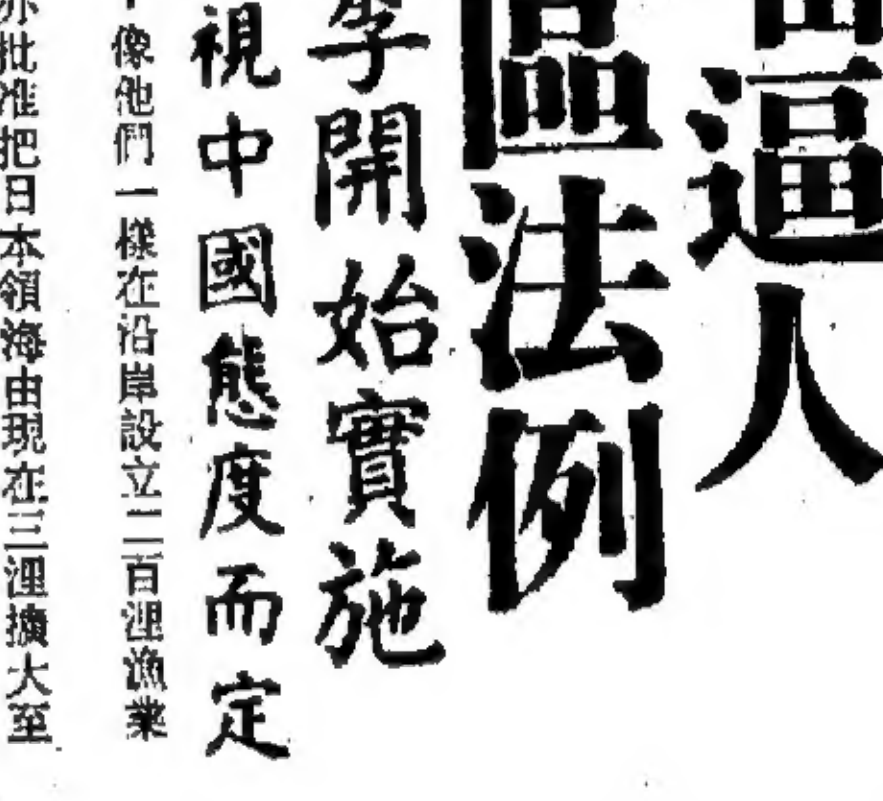 逼人
區法例
季開始實施
視中國態度而定
像他們一樣在沿岸設立二百浬漁業
亦批准把日本領海由現在三浬擴大至